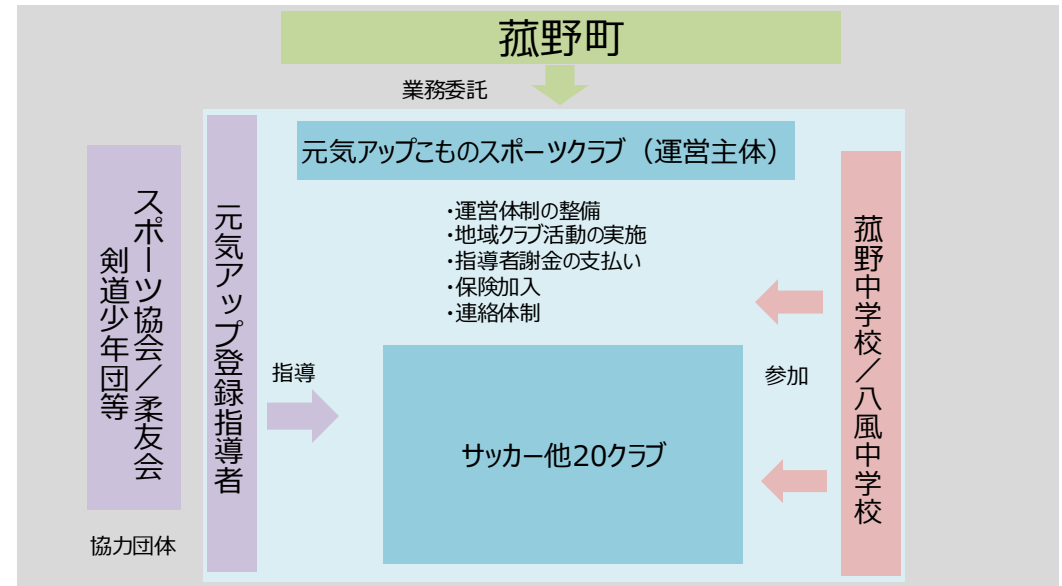 菰野町
業務委託
元気アップこものスポーツクラブ（運営主体）
・運営体制の整備
・地域クラブ活動の実施
・指導者謝金の支払い
・保険加入
・連絡体制
スポーツ協会／柔友会
剣道少年団等
協力団体
元気アップ登録指導者
指導
サッカー他20クラブ
参加
菰野中学校／八風中学校